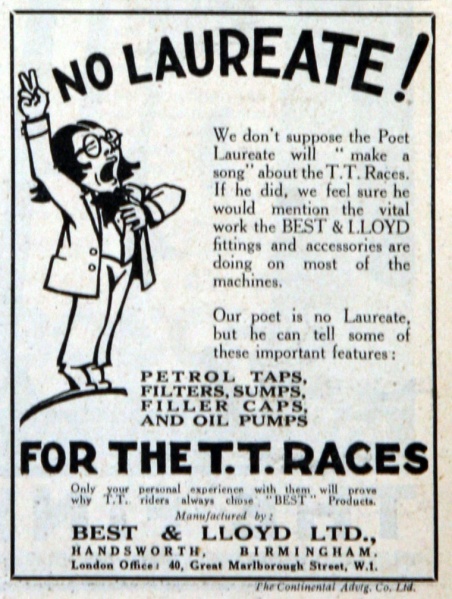 NO LAUREATE!
We don't suppose the Poet
Laureate will "make a
song" about the T.T. Races.
If he did, we feel sure he
would mention the vital
work the BEST & LLOYD
fittings and accessories are
doing on most of the
machines.
Our poet is no Laureate,
but he can tell some of
these important features:
PETROL TAPS,
FILTERS, SUMPS,
FILLER CAPS,
AND OIL PUMPS
FOR THE T.T. RACES
Only your personal experience with them will prove
why T.T. riders always chose "BEST" Products.
Manufactured by:
BEST & LLOYD LTD.,
HANDSWORTH, BIRMINGHAM.
London Office: 40, Great Marlborough Street, W.1.
The Continental Advtg. Co. Ltd.